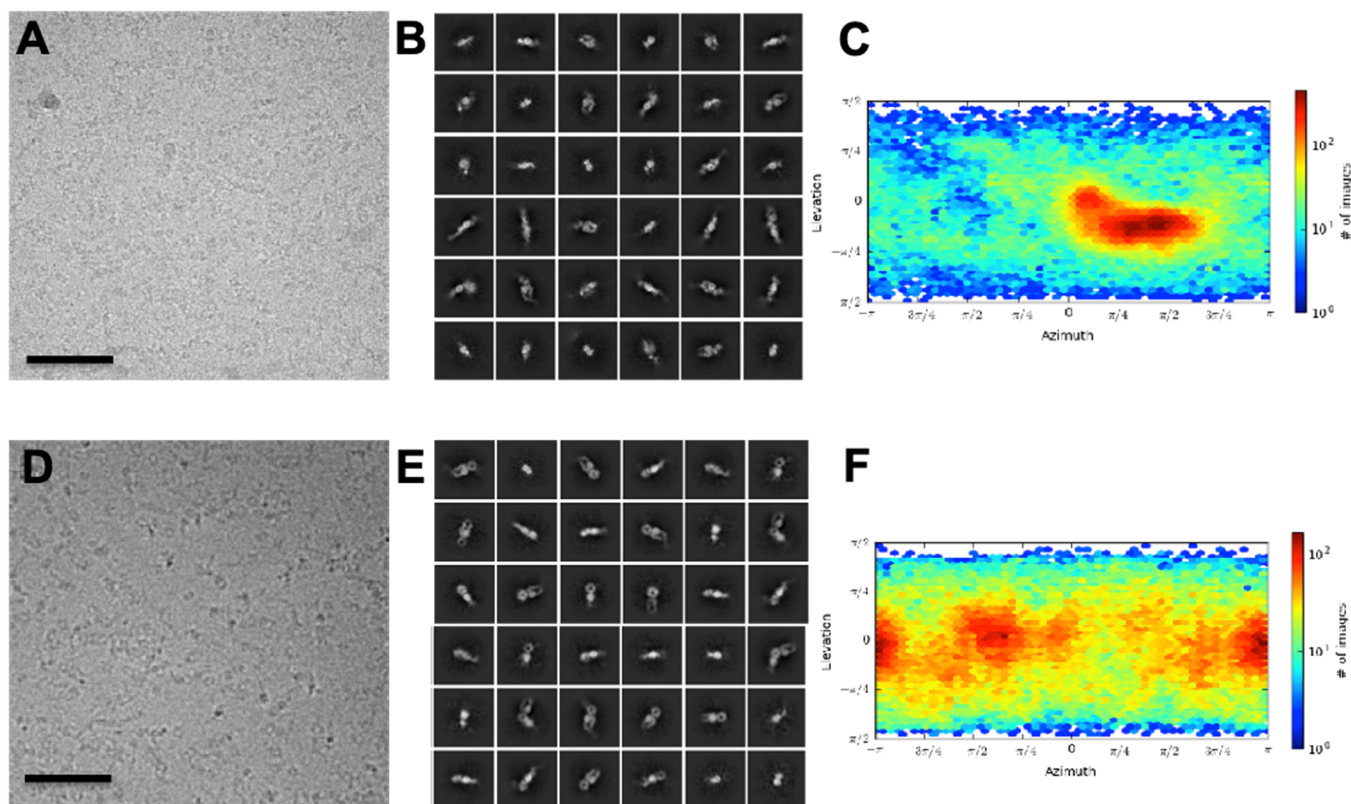 A
B
C
π/2
π/4
0
−π/4
π/2
−π
3π/4
π/2
π/4
0
π/4
π/2
3π/4
π
Elevation
Azimuth
10²
10¹
10⁰
# of images
D
E
F
π/2
π/4
0
−π/4
π/2
−π
3π/4
π/2
π/4
0
π/4
π/2
3π/4
π
Elevation
Azimuth
10²
10¹
10⁰
# of images